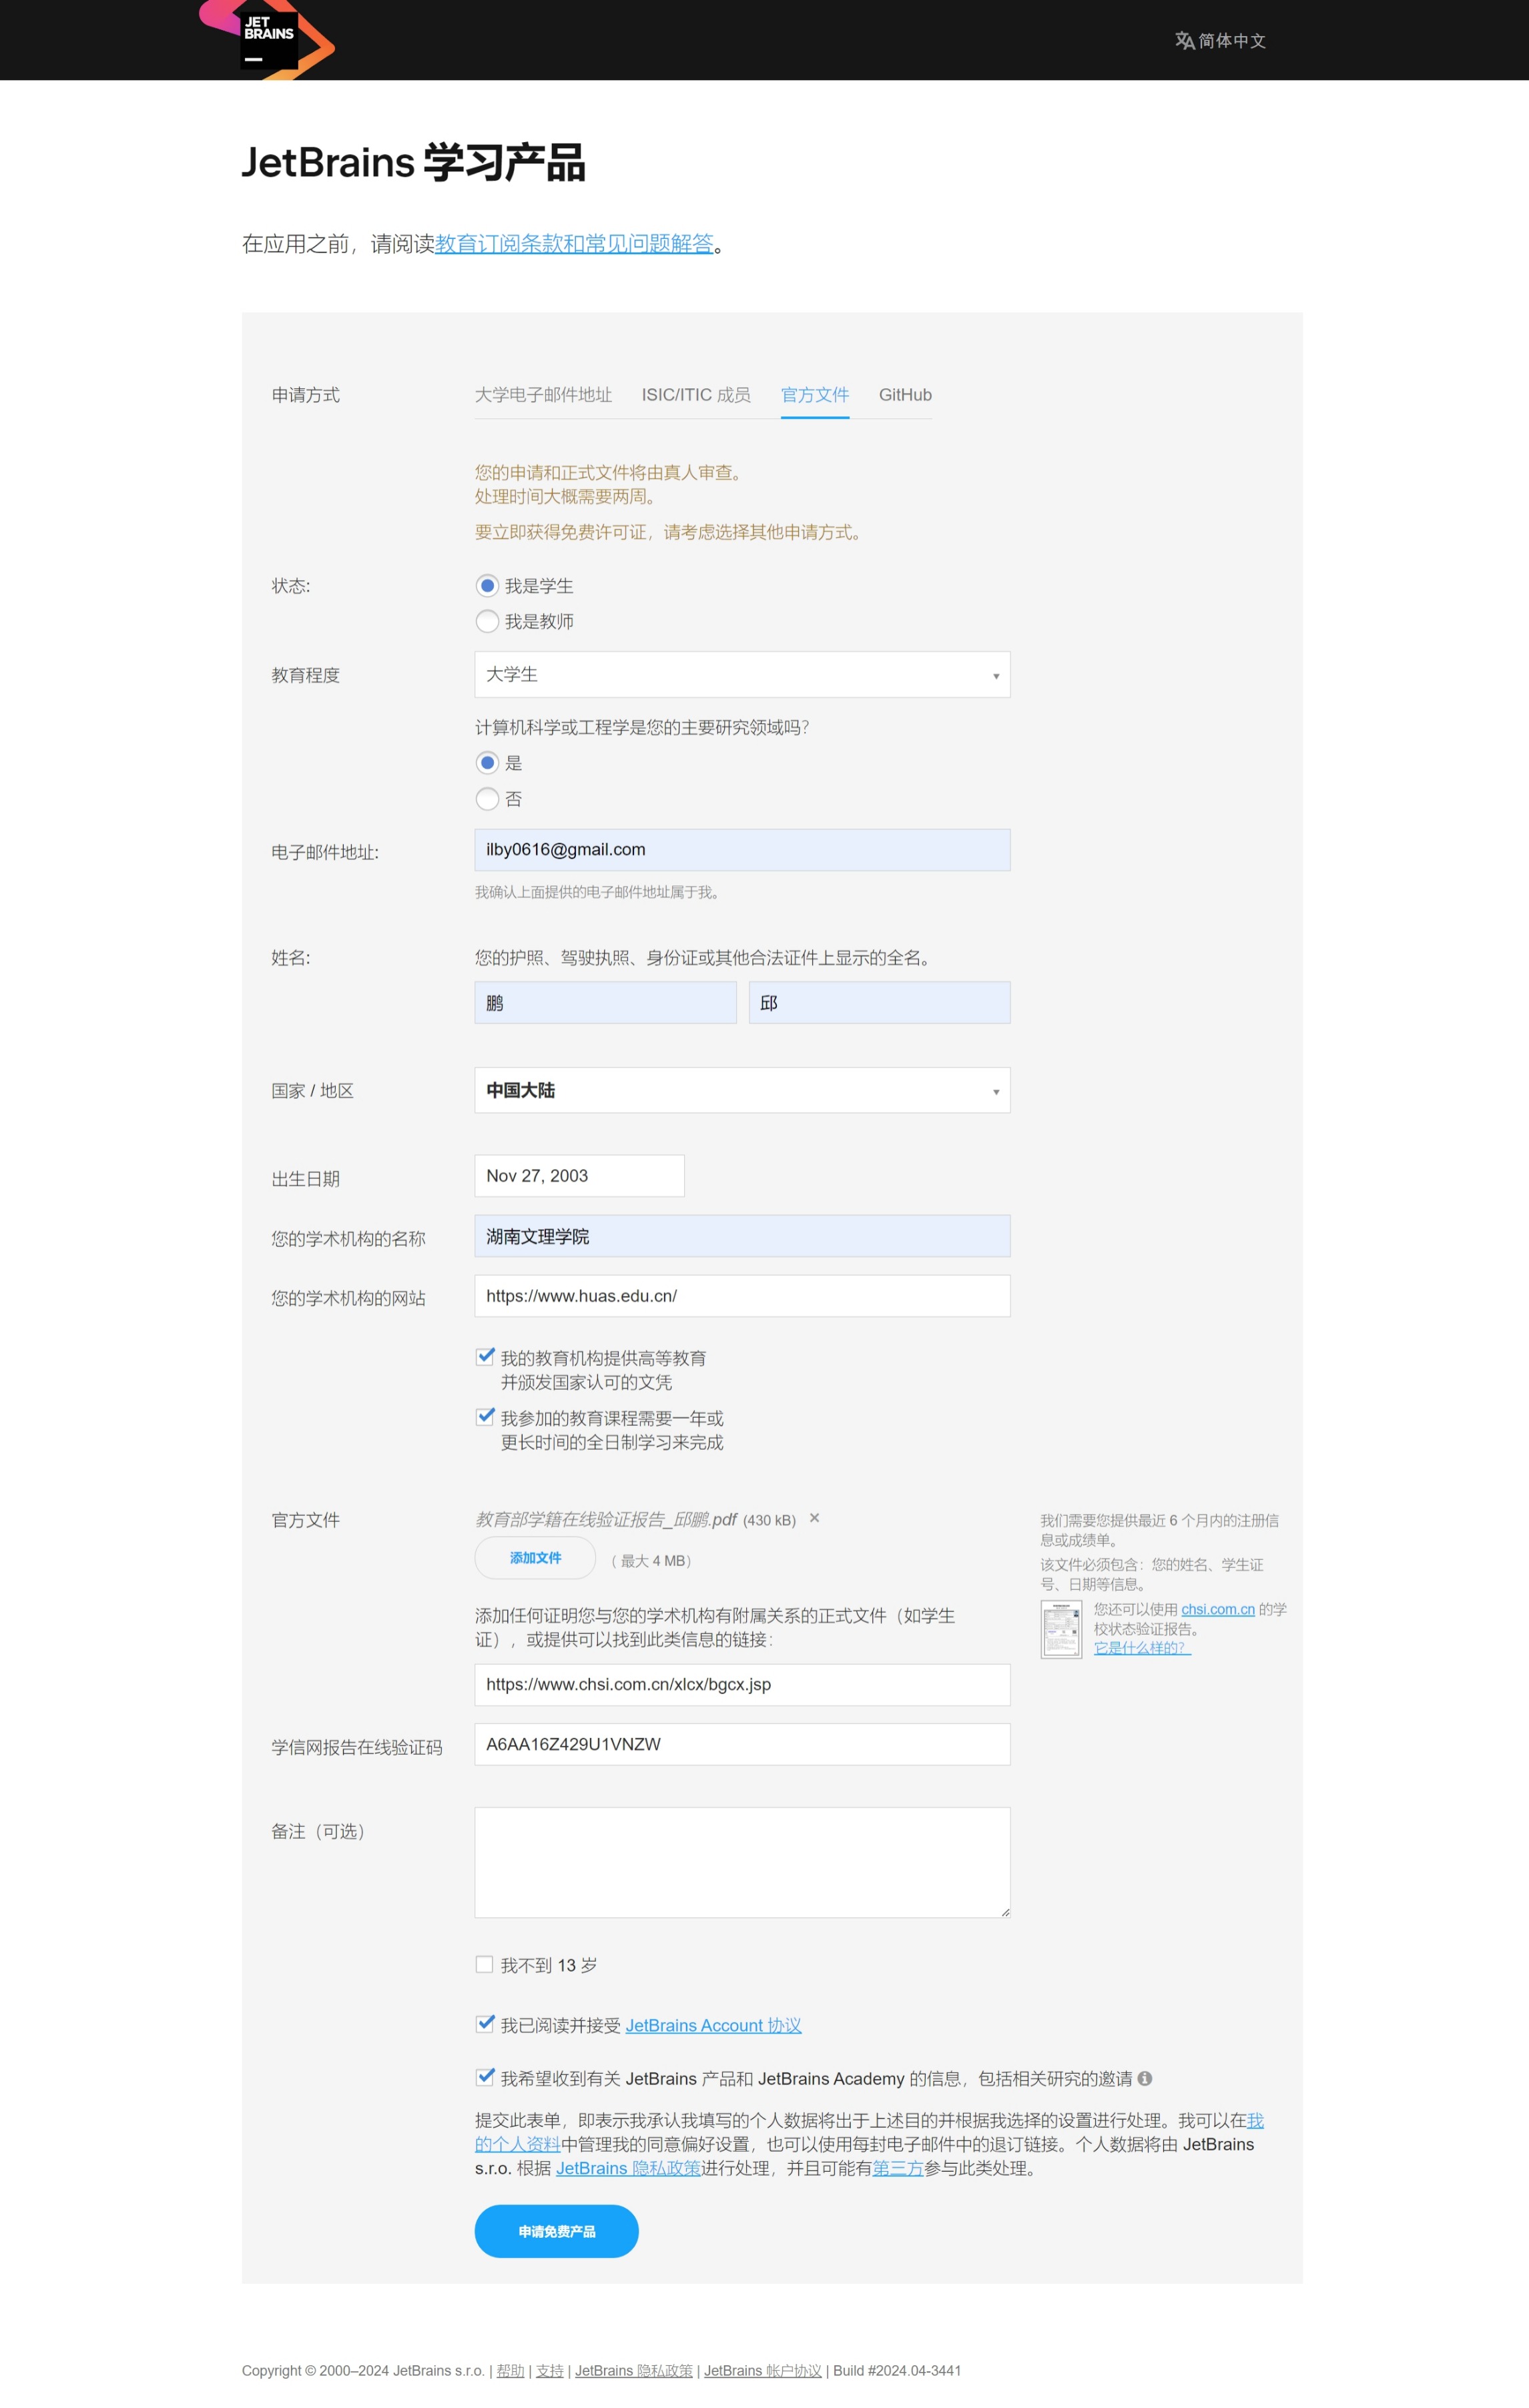 JET
BRAINS
简体中文
JetBrains 学习产品
在应用之前，请阅读教育订阅条款和常见问题解答。
申请方式
大学电子邮件地址 ISIC/ITIC 成员 官方文件 GitHub
您的申请和正式文件将由真人审查。
处理时间大概需要两周。
要立即获得免费许可证，请考虑选择其他申请方式。
状态:
我是学生
我是教师
教育程度
大学生
计算机科学或工程学是您的主要研究领域吗？
是
否
电子邮件地址:
ilby0616@gmail.com
我确认上面提供的电子邮件地址属于我。
姓名:
您的护照、驾驶执照、身份证或其他合法证件上显示的全名。
鹏 邱
国家 / 地区
中国大陆
出生日期
Nov 27, 2003
您的学术机构的名称
湖南文理学院
您的学术机构的网站
https://www.huas.edu.cn/
我的教育机构提供高等教育
并颁发国家认可的文凭
我参加的教育课程需要一年或
更长时间的全日制学习来完成
官方文件
教育部学籍在线验证报告_邱鹏.pdf (430 kB) ×
添加文件 （ 最大 4 MB）
我们需要您提供最近 6 个月内的注册信
息或成绩单。
该文件必须包含：您的姓名、学生证
号、日期等信息。
您还可以使用 chsi.com.cn 的学
校状态验证报告。
它是什么样的？
添加任何证明您与您的学术机构有附属关系的正式文件（如学生
证），或提供可以找到此类信息的链接：
https://www.chsi.com.cn/xlcx/bgcx.jsp
学信网报告在线验证码
A6AA16Z429U1VNZW
备注（可选）
我不到 13 岁
我已阅读并接受 JetBrains Account 协议
我希望收到有关 JetBrains 产品和 JetBrains Academy 的信息，包括相关研究的邀请
提交此表单，即表示我承认我填写的个人数据将出于上述目的并根据我选择的设置进行处理。我可以在我
的个人资料中管理我的同意偏好设置，也可以使用每封电子邮件中的退订链接。个人数据将由 JetBrains
s.r.o. 根据 JetBrains 隐私政策进行处理，并且可能有第三方参与此类处理。
申请免费产品
Copyright © 2000–2024 JetBrains s.r.o. | 帮助 | 支持 | JetBrains 隐私政策 | JetBrains 帐户协议 | Build #2024.04-3441